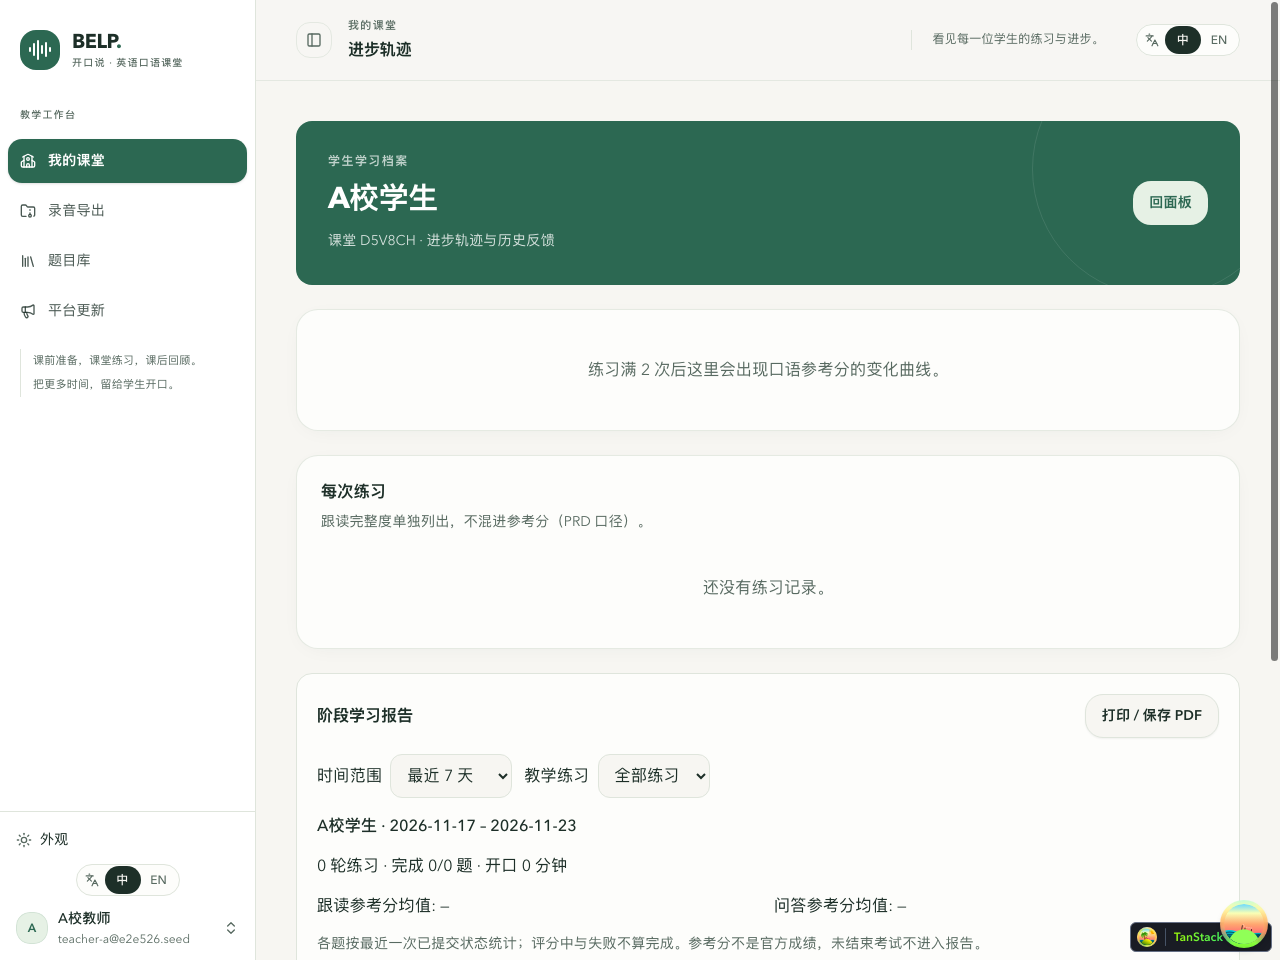 BELP.
开口说 · 英语口语课堂
教学工作台
我的课堂
录音导出
题目库
平台更新
课前准备，课堂练习，课后回顾。
把更多时间，留给学生开口。
外观
中 EN
A
A校教师
teacher-a@e2e526.seed
我的课堂
进步轨迹
看见每一位学生的练习与进步。
中 EN
学生学习档案
A校学生
课堂 D5V8CH · 进步轨迹与历史反馈
回面板
练习满 2 次后这里会出现口语参考分的变化曲线。
每次练习
跟读完整度单独列出，不混进参考分（PRD 口径）。
还没有练习记录。
阶段学习报告
打印 / 保存 PDF
时间范围 最近 7 天 教学练习 全部练习
A校学生 · 2026-11-17 – 2026-11-23
0 轮练习 · 完成 0/0 题 · 开口 0 分钟
跟读参考分均值: — 问答参考分均值: —
各题按最近一次已提交状态统计；评分中与失败不算完成。参考分不是官方成绩，未结束考试不进入报告。
TanStack